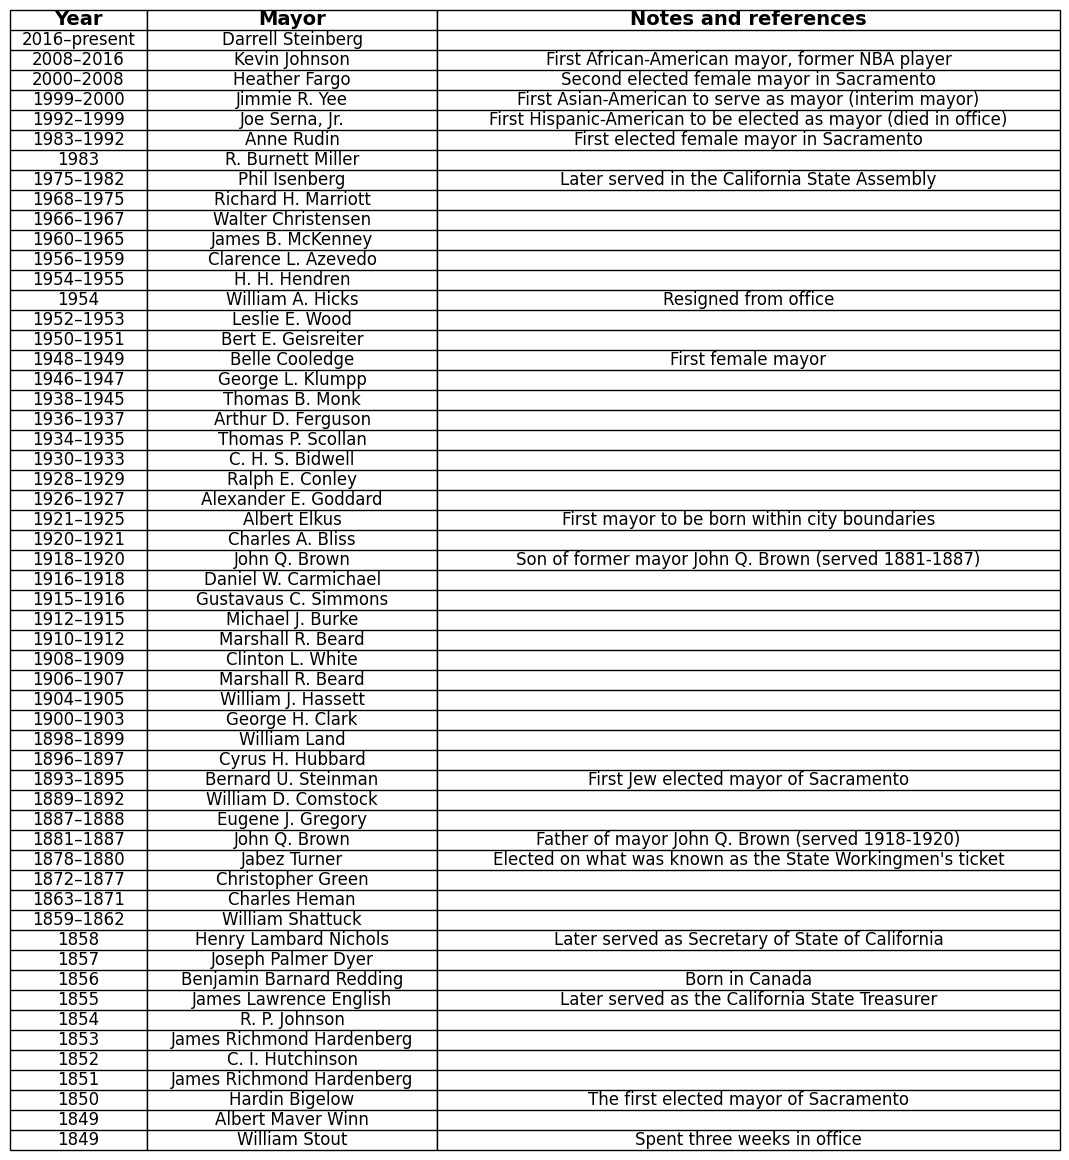 Year Mayor Notes and references
2016–present Darrell Steinberg
2008–2016 Kevin Johnson First African-American mayor, former NBA player
2000–2008 Heather Fargo Second elected female mayor in Sacramento
1999–2000 Jimmie R. Yee First Asian-American to serve as mayor (interim mayor)
1992–1999 Joe Serna, Jr. First Hispanic-American to be elected as mayor (died in office)
1983–1992 Anne Rudin First elected female mayor in Sacramento
1983 R. Burnett Miller
1975–1982 Phil Isenberg Later served in the California State Assembly
1968–1975 Richard H. Marriott
1966–1967 Walter Christensen
1960–1965 James B. McKenney
1956–1959 Clarence L. Azevedo
1954–1955 H. H. Hendren
1954 William A. Hicks Resigned from office
1952–1953 Leslie E. Wood
1950–1951 Bert E. Geisreiter
1948–1949 Belle Cooledge First female mayor
1946–1947 George L. Klumpp
1938–1945 Thomas B. Monk
1936–1937 Arthur D. Ferguson
1934–1935 Thomas P. Scollan
1930–1933 C. H. S. Bidwell
1928–1929 Ralph E. Conley
1926–1927 Alexander E. Goddard
1921–1925 Albert Elkus First mayor to be born within city boundaries
1920–1921 Charles A. Bliss
1918–1920 John Q. Brown Son of former mayor John Q. Brown (served 1881-1887)
1916–1918 Daniel W. Carmichael
1915–1916 Gustavaus C. Simmons
1912–1915 Michael J. Burke
1910–1912 Marshall R. Beard
1908–1909 Clinton L. White
1906–1907 Marshall R. Beard
1904–1905 William J. Hassett
1900–1903 George H. Clark
1898–1899 William Land
1896–1897 Cyrus H. Hubbard
1893–1895 Bernard U. Steinman First Jew elected mayor of Sacramento
1889–1892 William D. Comstock
1887–1888 Eugene J. Gregory
1881–1887 John Q. Brown Father of mayor John Q. Brown (served 1918-1920)
1878–1880 Jabez Turner Elected on what was known as the State Workingmen's ticket
1872–1877 Christopher Green
1863–1871 Charles Heman
1859–1862 William Shattuck
1858 Henry Lambard Nichols Later served as Secretary of State of California
1857 Joseph Palmer Dyer
1856 Benjamin Barnard Redding Born in Canada
1855 James Lawrence English Later served as the California State Treasurer
1854 R. P. Johnson
1853 James Richmond Hardenberg
1852 C. I. Hutchinson
1851 James Richmond Hardenberg
1850 Hardin Bigelow The first elected mayor of Sacramento
1849 Albert Maver Winn
1849 William Stout Spent three weeks in office